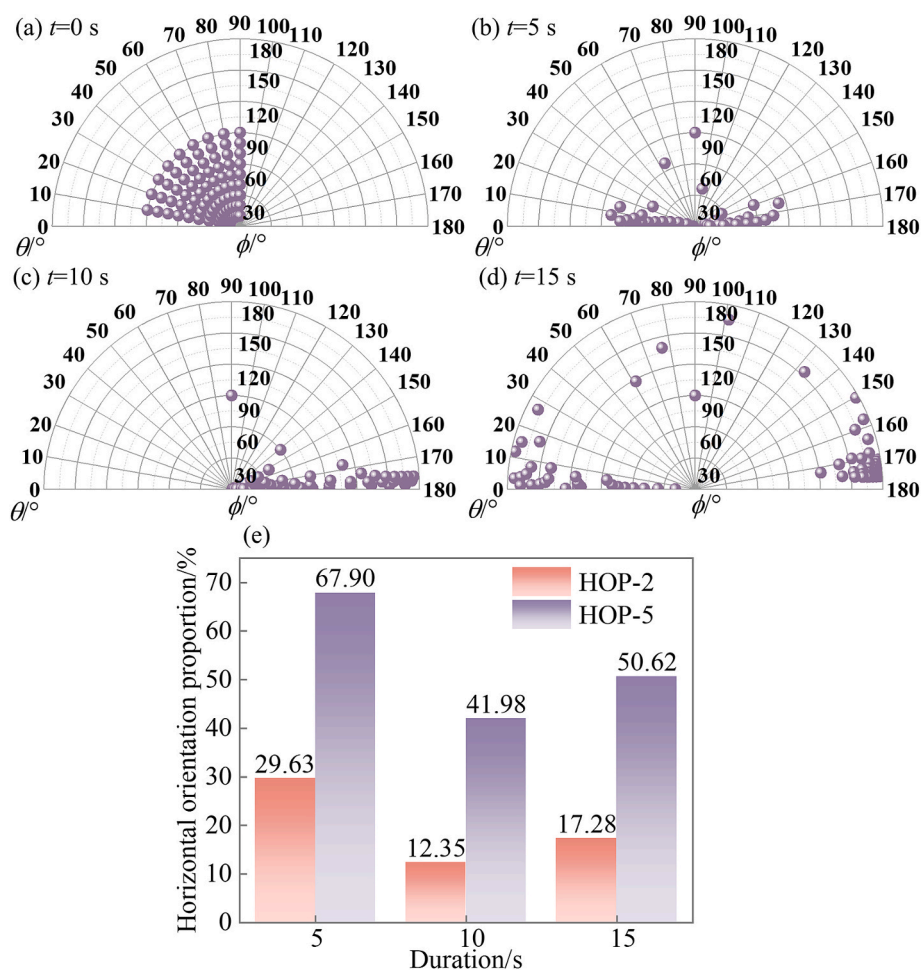 (a) t=0 s
0 10 20 30 40 50 60 70 80 90 100 110 120 130 140 150 160 170 180
180
150
120
90
60
30
θ/°
ϕ/°
(b) t=5 s
0 10 20 30 40 50 60 70 80 90 100 110 120 130 140 150 160 170 180
180
150
120
90
60
30
θ/°
ϕ/°
(c) t=10 s
0 10 20 30 40 50 60 70 80 90 100 110 120 130 140 150 160 170 180
180
150
120
90
60
30
θ/°
ϕ/°
(d) t=15 s
0 10 20 30 40 50 60 70 80 90 100 110 120 130 140 150 160 170 180
180
150
120
90
60
30
θ/°
ϕ/°
(e)
Horizontal orientation proportion/%
70
60
50
40
30
20
10
0
HOP-2
HOP-5
29.63
67.90
12.35
41.98
17.28
50.62
5 10 15
Duration/s